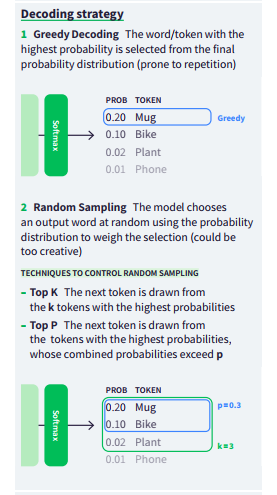 Decoding strategy
1 Greedy Decoding The word/token with the
highest probability is selected from the final
probability distribution (prone to repetition)
PROB TOKEN
0.20 Mug
Greedy
0.10 Bike
0.02 Plant
0.01 Phone
Softmax
2 Random Sampling The model chooses
an output word at random using the probability
distribution to weigh the selection (could be
too creative)
TECHNIQUES TO CONTROL RANDOM SAMPLING
– Top K The next token is drawn from
the k tokens with the highest probabilities
– Top P The next token is drawn from
the tokens with the highest probabilities,
whose combined probabilities exceed p
PROB TOKEN
0.20 Mug
p=0.3
0.10 Bike
0.02 Plant
k=3
0.01 Phone
Softmax